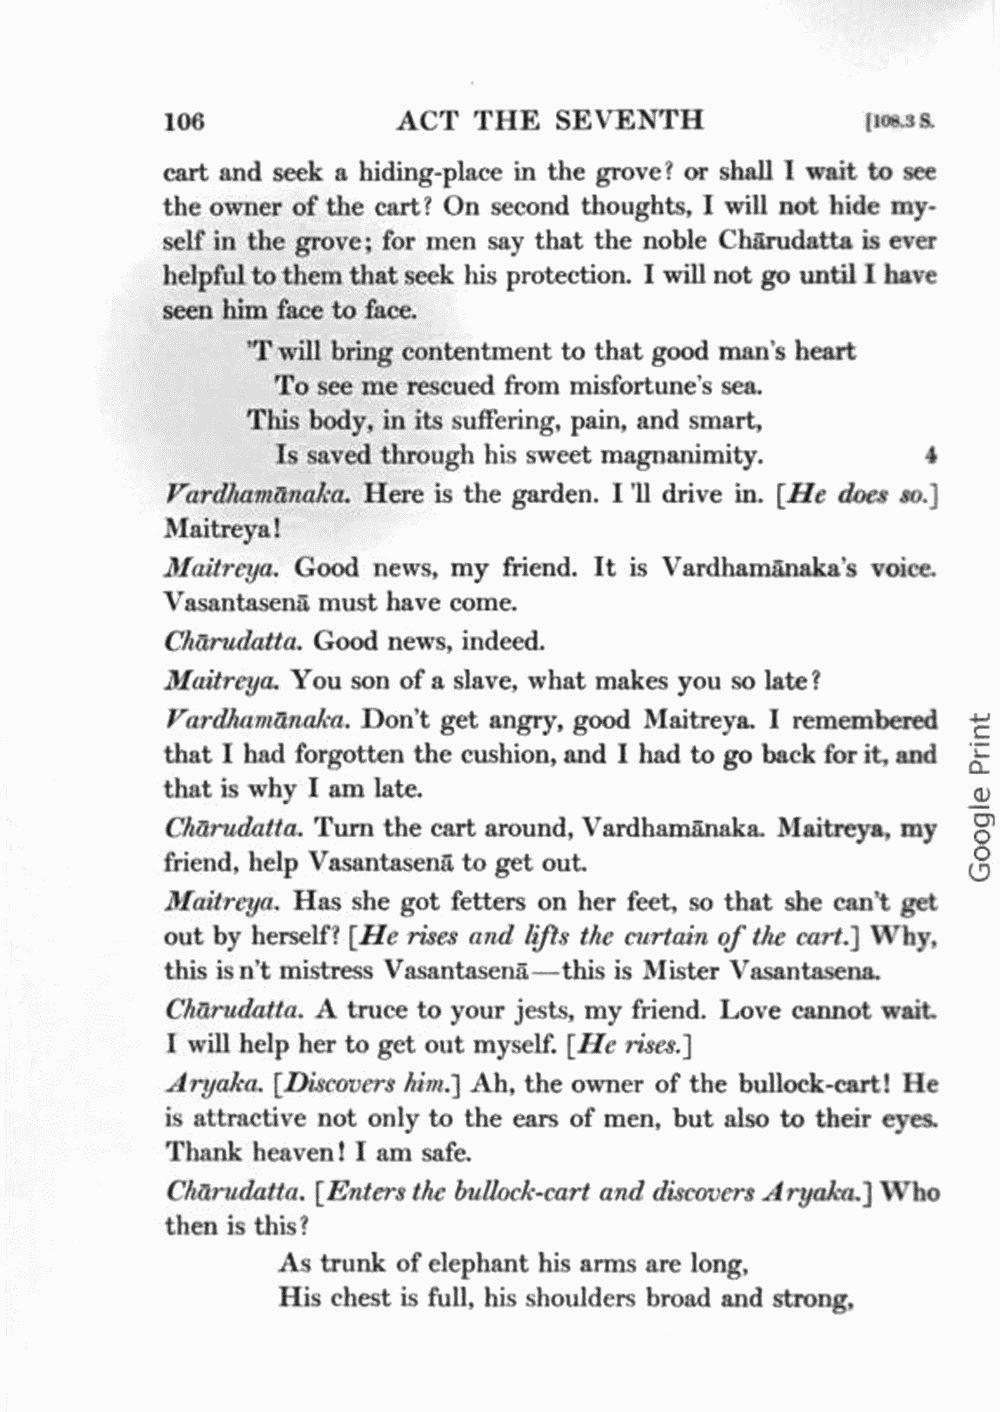 106 ACT THE SEVENTH [108.3 S.
cart and seek a hiding-place in the grove? or shall I wait to see
the owner of the cart? On second thoughts, I will not hide my-
self in the grove; for men say that the noble Chārudatta is ever
helpful to them that seek his protection. I will not go until I have
seen him face to face.
'T will bring contentment to that good man's heart
To see me rescued from misfortune's sea.
This body, in its suffering, pain, and smart,
Is saved through his sweet magnanimity. 4
Vardhamānaka. Here is the garden. I 'll drive in. [He does so.]
Maitreya!
Maitreya. Good news, my friend. It is Vardhamānaka's voice.
Vasantasenā must have come.
Chārudatta. Good news, indeed.
Maitreya. You son of a slave, what makes you so late?
Vardhamānaka. Don't get angry, good Maitreya. I remembered
that I had forgotten the cushion, and I had to go back for it, and
that is why I am late.
Chārudatta. Turn the cart around, Vardhamānaka. Maitreya, my
friend, help Vasantasenā to get out.
Maitreya. Has she got fetters on her feet, so that she can't get
out by herself? [He rises and lifts the curtain of the cart.] Why,
this is n't mistress Vasantasenā—this is Mister Vasantasena.
Chārudatta. A truce to your jests, my friend. Love cannot wait.
I will help her to get out myself. [He rises.]
Aryaka. [Discovers him.] Ah, the owner of the bullock-cart! He
is attractive not only to the ears of men, but also to their eyes.
Thank heaven! I am safe.
Chārudatta. [Enters the bullock-cart and discovers Aryaka.] Who
then is this?
As trunk of elephant his arms are long,
His chest is full, his shoulders broad and strong,
Google Print